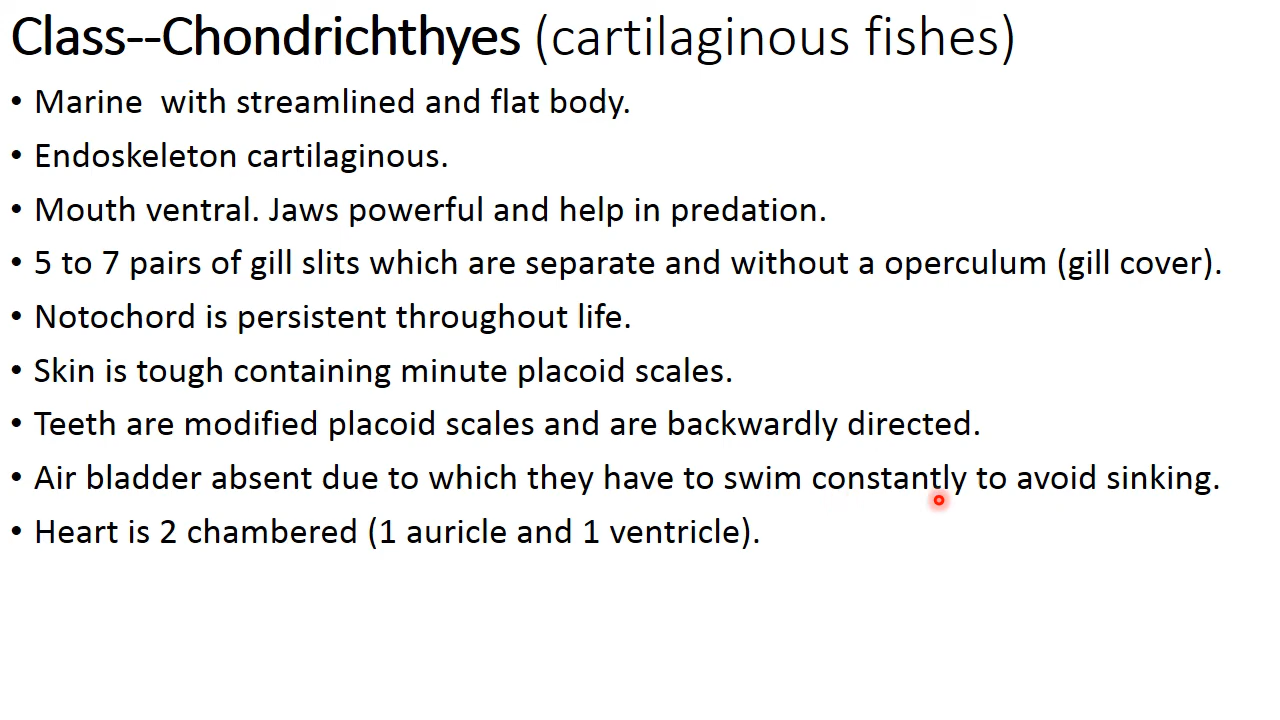 Class--Chondrichthyes (cartilaginous fishes)
• Marine  with streamlined and flat body.
• Endoskeleton cartilaginous.
• Mouth ventral. Jaws powerful and help in predation.
• 5 to 7 pairs of gill slits which are separate and without a operculum (gill cover).
• Notochord is persistent throughout life.
• Skin is tough containing minute placoid scales.
• Teeth are modified placoid scales and are backwardly directed.
• Air bladder absent due to which they have to swim constantly to avoid sinking.
• Heart is 2 chambered (1 auricle and 1 ventricle).